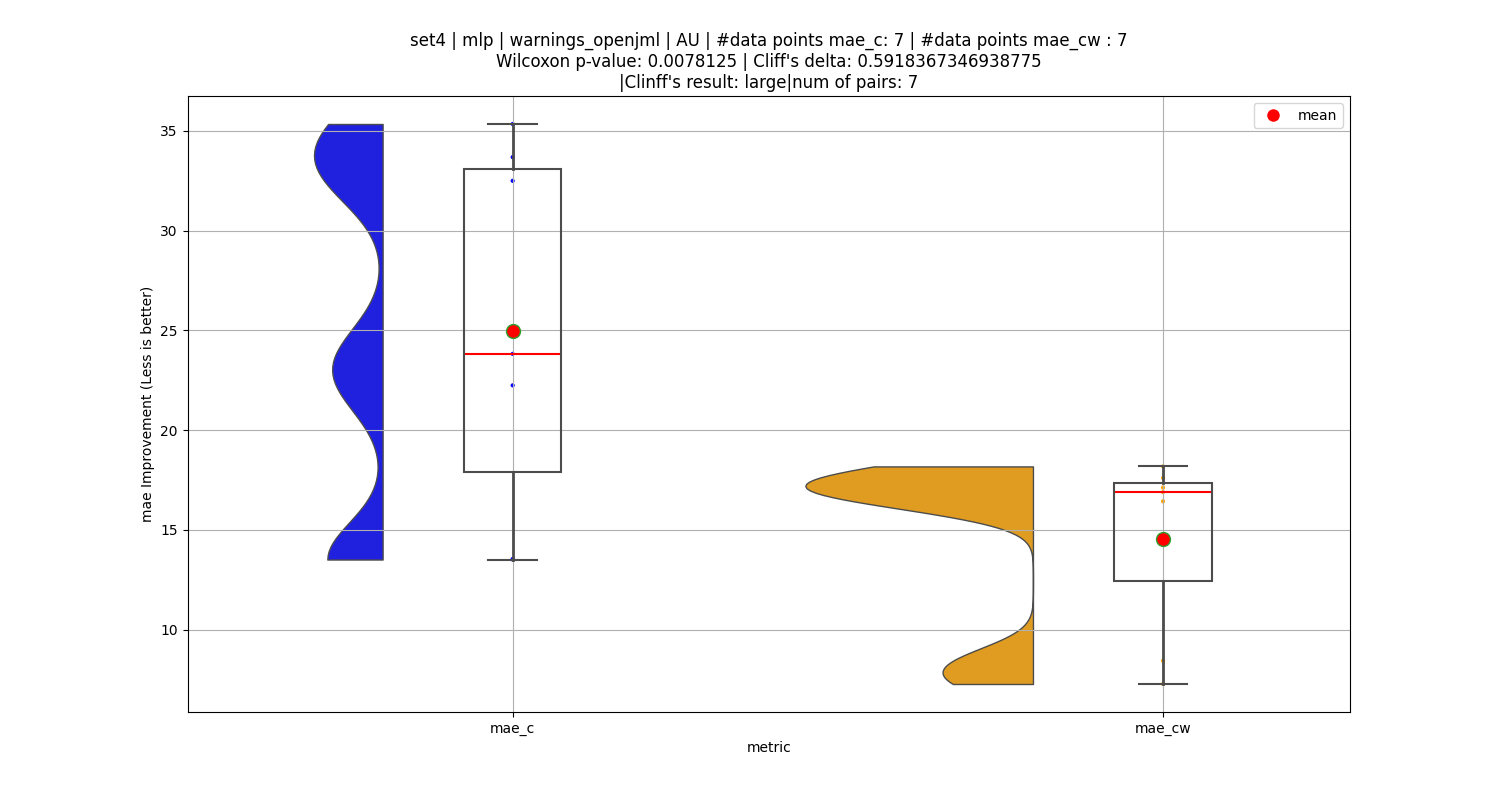 set4 | mlp | warnings_openjml | AU | #data points mae_c: 7 | #data points mae_cw : 7
Wilcoxon p-value: 0.0078125 | Cliff's delta: 0.5918367346938775
|Clinff's result: large|num of pairs: 7
mean
mae Improvement (Less is better)
35
30
25
20
15
10
mae_c
mae_cw
metric